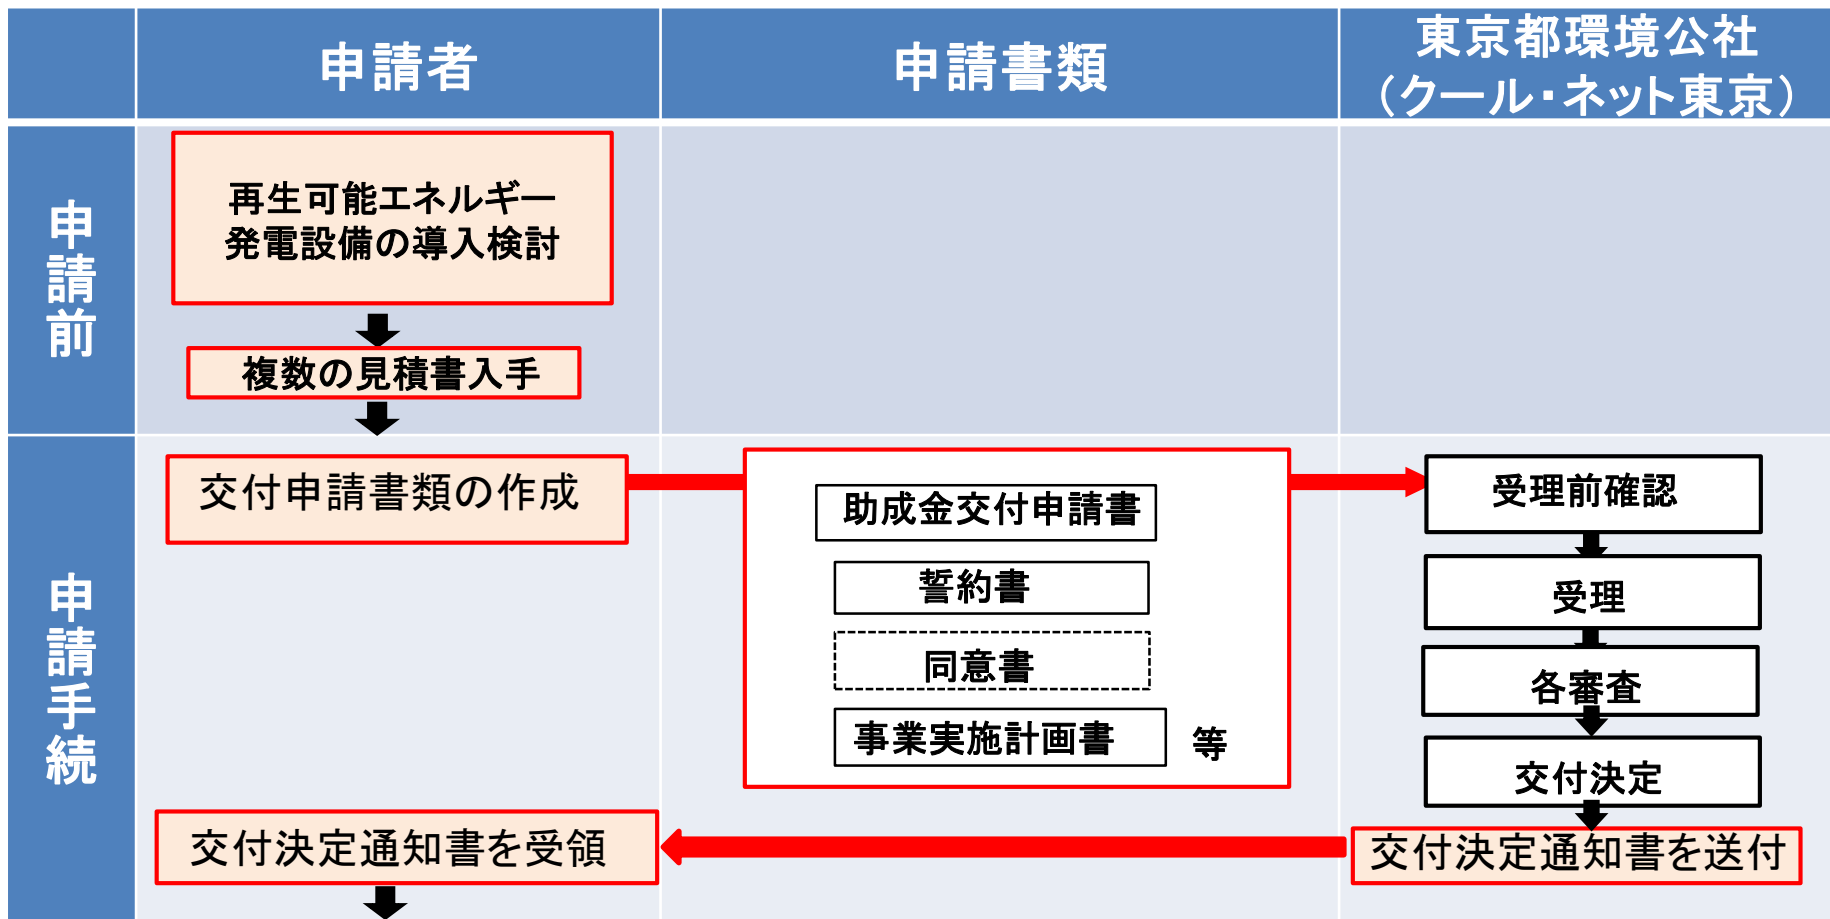 申請者
申請書類
東京都環境公社
（クール・ネット東京）
申請前
再生可能エネルギー
発電設備の導入検討
複数の見積書入手
申請手続
交付申請書類の作成
助成金交付申請書
誓約書
同意書
事業実施計画書 等
受理前確認
受理
各審査
交付決定
交付決定通知書を受領
交付決定通知書を送付